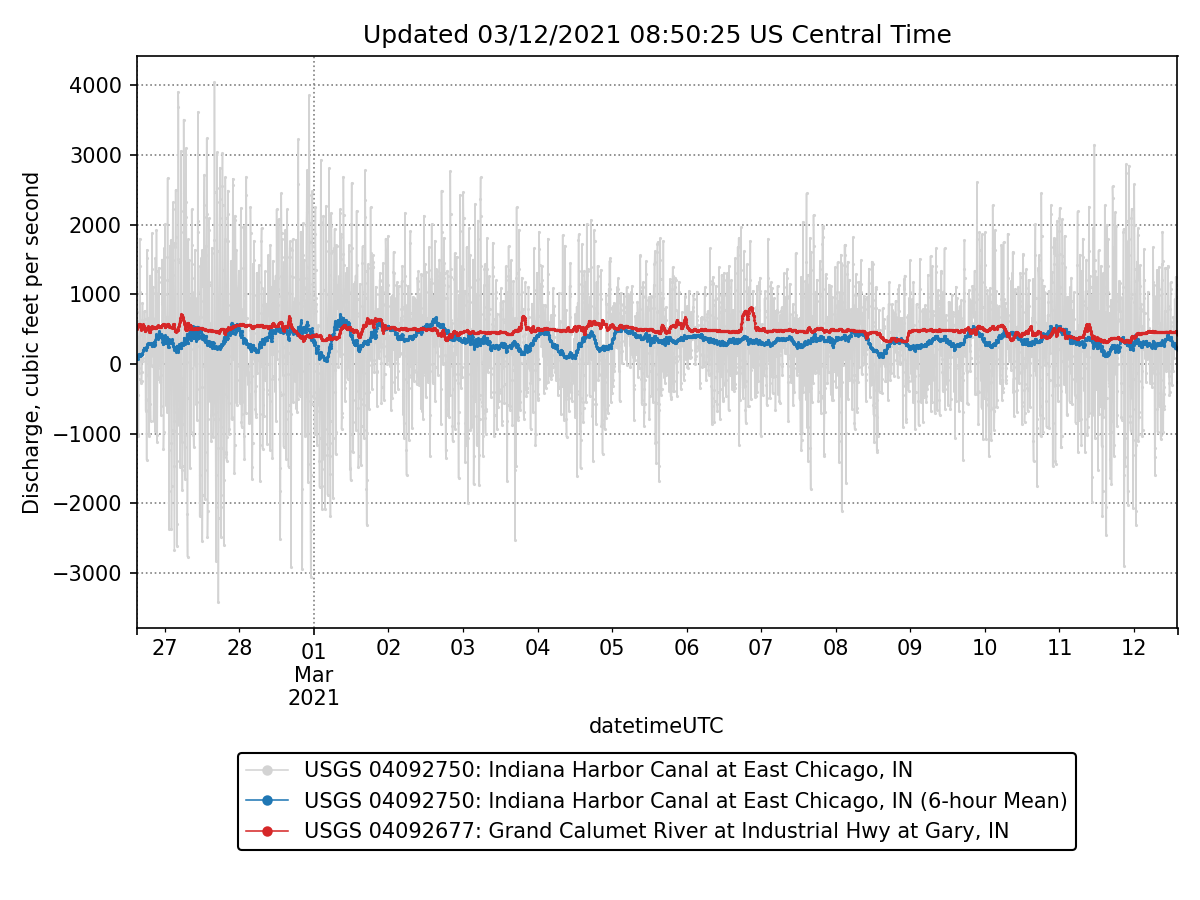 Updated 03/12/2021 08:50:25 US Central Time
Discharge, cubic feet per second
4000
3000
2000
1000
0
−1000
−2000
−3000
27 28 01 02 03 04 05 06 07 08 09 10 11 12
Mar
2021
datetimeUTC
USGS 04092750: Indiana Harbor Canal at East Chicago, IN
USGS 04092750: Indiana Harbor Canal at East Chicago, IN (6-hour Mean)
USGS 04092677: Grand Calumet River at Industrial Hwy at Gary, IN